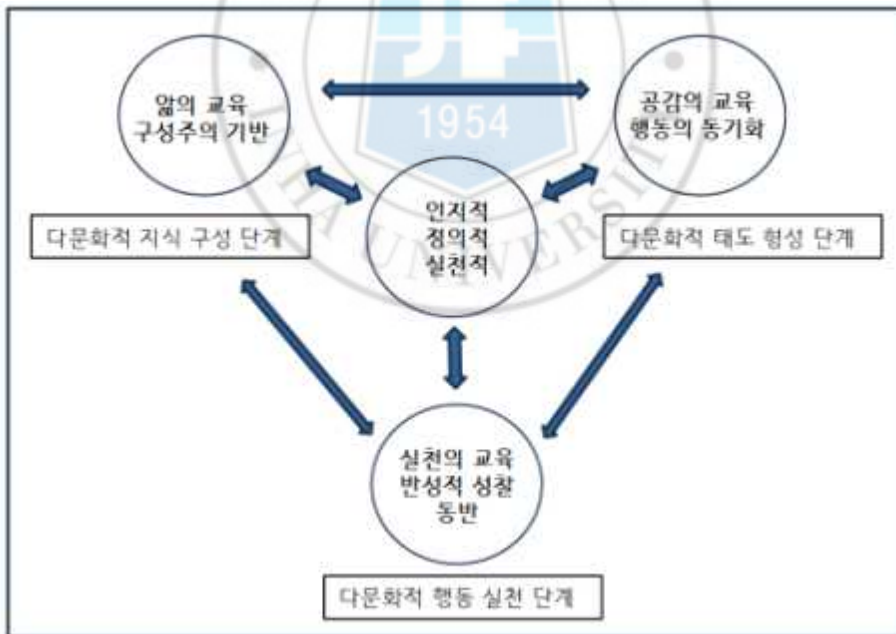 1954
앎의 교육
구성주의 기반
공감의 교육
행동의 동기화
인지적
정의적
실천적
다문화적 지식 구성 단계
다문화적 태도 형성 단계
실천의 교육
반성적 성찰
동반
다문화적 행동 실천 단계